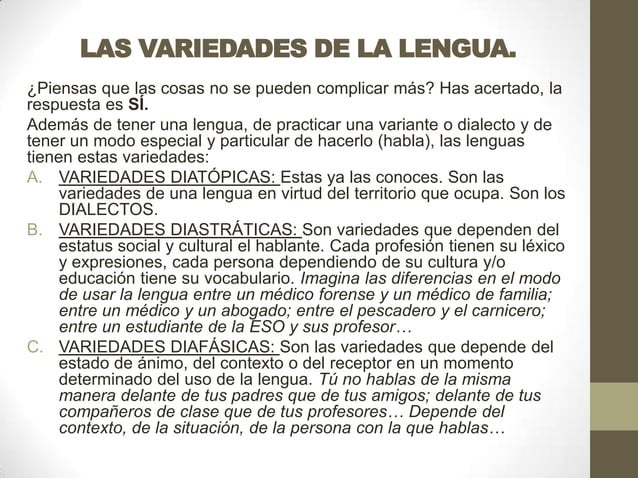 LAS VARIEDADES DE LA LENGUA.
¿Piensas que las cosas no se pueden complicar más? Has acertado, la
respuesta es SÍ.
Además de tener una lengua, de practicar una variante o dialecto y de
tener un modo especial y particular de hacerlo (habla), las lenguas
tienen estas variedades:
A. VARIEDADES DIATÓPICAS: Estas ya las conoces. Son las
variedades de una lengua en virtud del territorio que ocupa. Son los
DIALECTOS.
B. VARIEDADES DIASTRÁTICAS: Son variedades que dependen del
estatus social y cultural el hablante. Cada profesión tienen su léxico
y expresiones, cada persona dependiendo de su cultura y/o
educación tiene su vocabulario. Imagina las diferencias en el modo
de usar la lengua entre un médico forense y un médico de familia;
entre un médico y un abogado; entre el pescadero y el carnicero;
entre un estudiante de la ESO y sus profesor…
C. VARIEDADES DIAFÁSICAS: Son las variedades que depende del
estado de ánimo, del contexto o del receptor en un momento
determinado del uso de la lengua. Tú no hablas de la misma
manera delante de tus padres que de tus amigos; delante de tus
compañeros de clase que de tus profesores… Depende del
contexto, de la situación, de la persona con la que hablas…